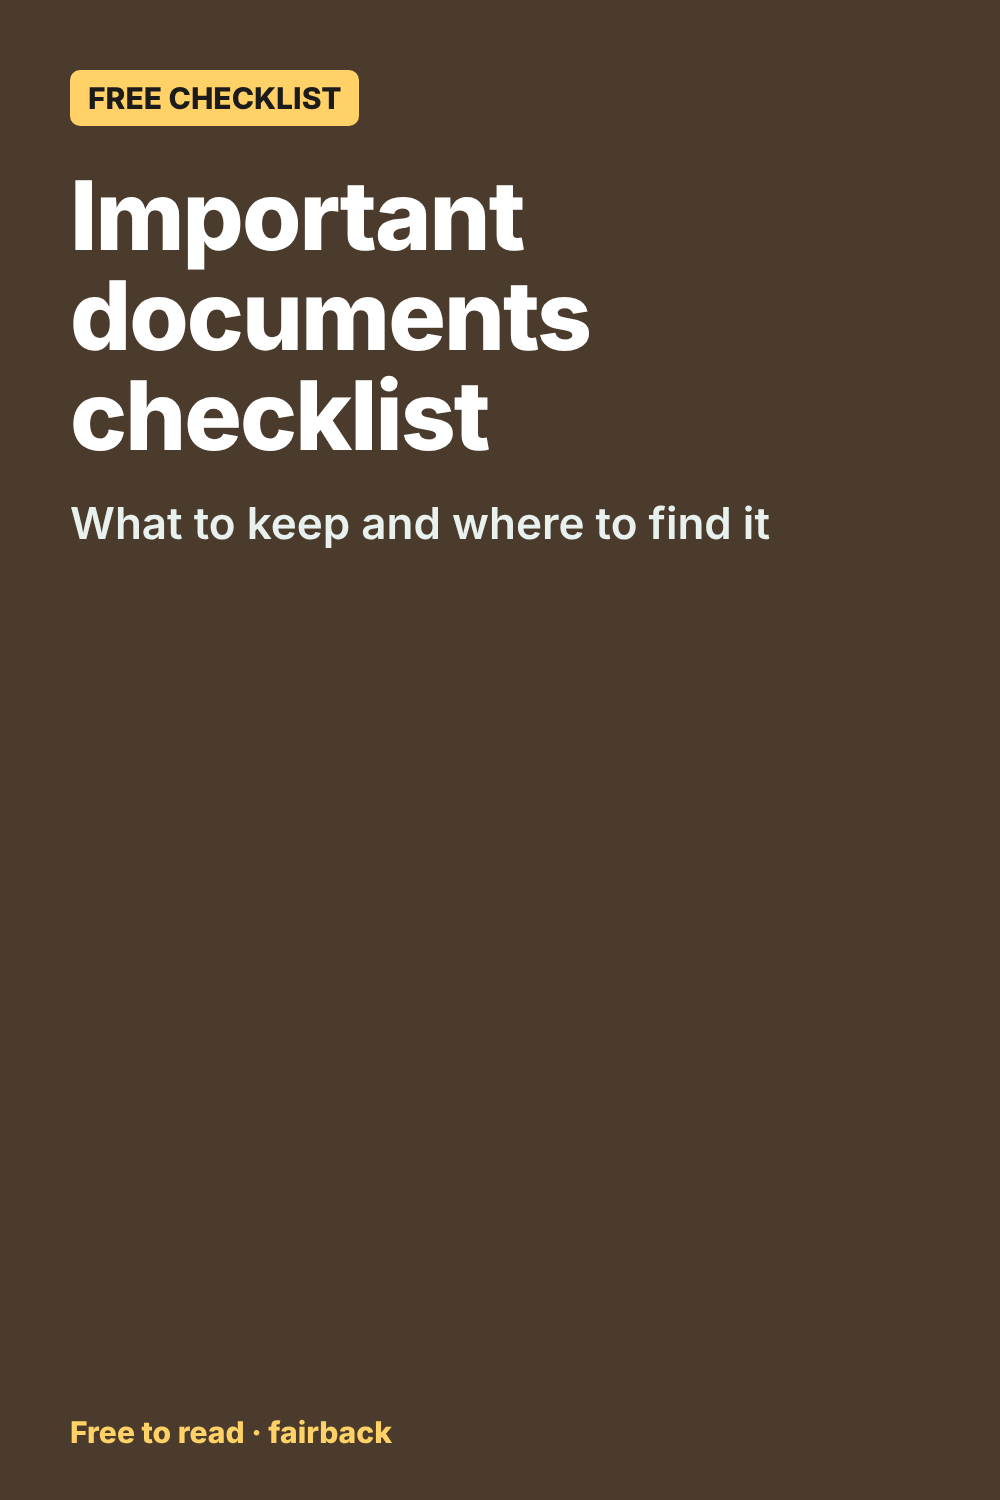 FREE CHECKLIST
Important
documents
checklist
What to keep and where to find it
Free to read · fairback